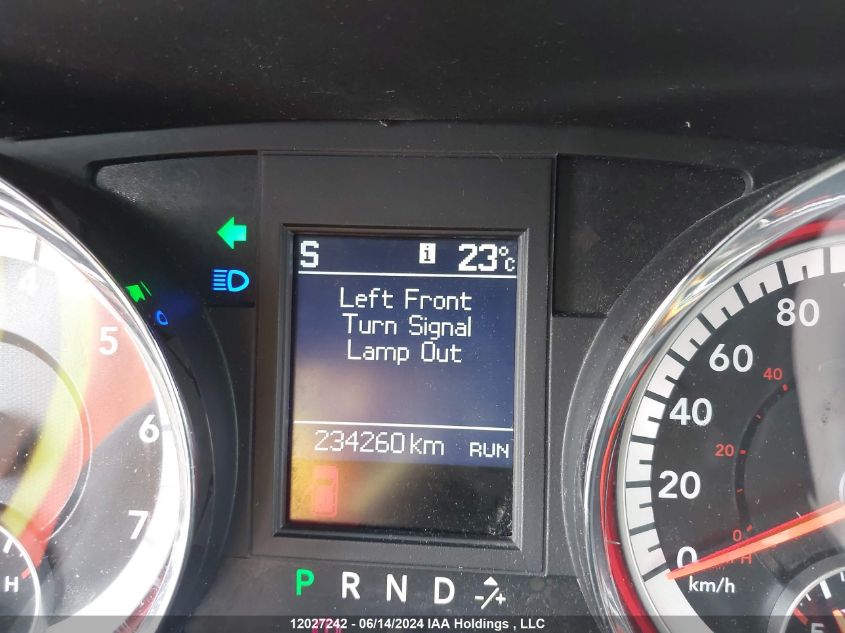 S i 23°C
Left Front
Turn Signal
Lamp Out
234260 km RUN
P R N D -/+
4
5
6
7
H
80
60
40
20
0
km/h
40
20
0
12027242 - 06/14/2024 IAA Holdings , LLC